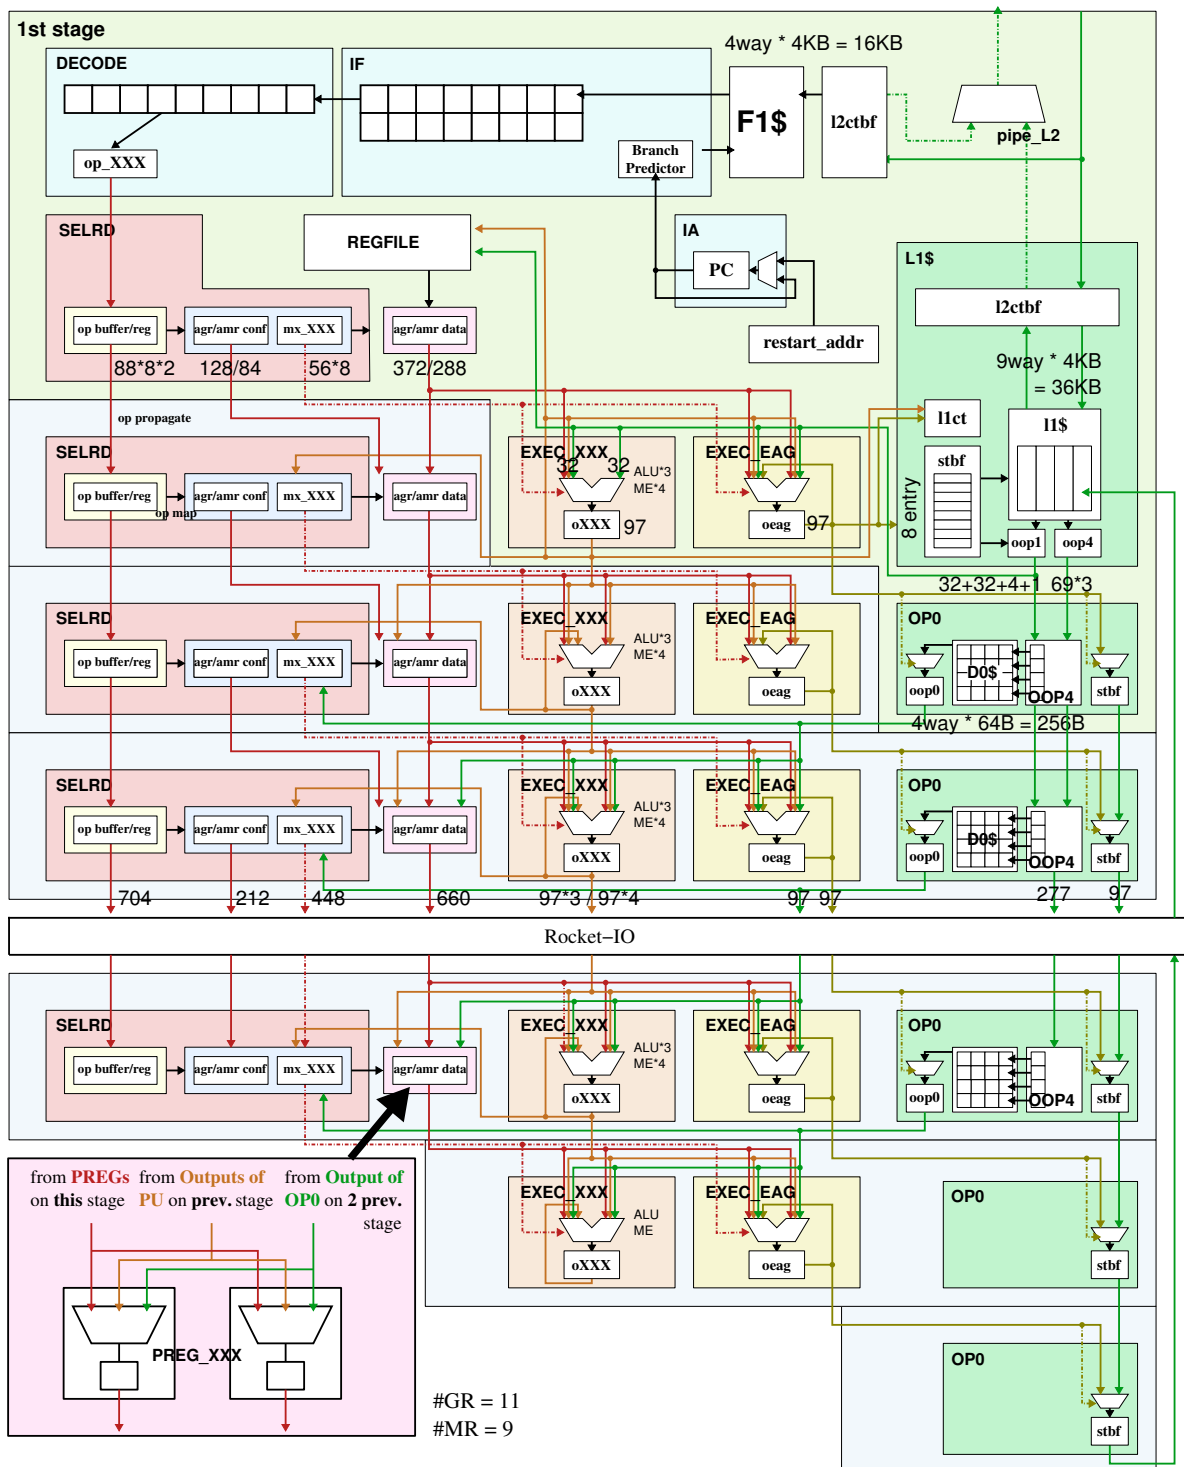 1st stage
4way * 4KB = 16KB
DECODE
IF
F1$
l2ctbf
pipe_L2
op_XXX
Branch
Predictor
SELRD
REGFILE
IA
PC
L1$
l2ctbf
restart_addr
op buffer/reg
agr/amr conf
mx_XXX
agr/amr data
88*8*2
128/84
56*8
372/288
9way * 4KB
= 36KB
op propagate
l1ct
l1$
SELRD
EXEC_XXX
32
32
ALU*3
ME*4
EXEC_EAG
stbf
8 entry
op buffer/reg
agr/amr conf
mx_XXX
agr/amr data
op map
oXXX
97
oeag
97
oop1
oop4
32+32+4+1
69*3
SELRD
EXEC_XXX
ALU*3
ME*4
EXEC_EAG
OP0
op buffer/reg
agr/amr conf
mx_XXX
agr/amr data
oXXX
oeag
oop0
D0$
OOP4
stbf
4way * 64B = 256B
SELRD
EXEC_XXX
ALU*3
ME*4
EXEC_EAG
OP0
op buffer/reg
agr/amr conf
mx_XXX
agr/amr data
oXXX
oeag
oop0
D0$
OOP4
stbf
704
212
448
660
97*3 / 97*4
97
97
277
97
Rocket−IO
SELRD
EXEC_XXX
ALU*3
ME*4
EXEC_EAG
OP0
op buffer/reg
agr/amr conf
mx_XXX
agr/amr data
oXXX
oeag
oop0
OOP4
stbf
from PREGs
on this stage
from Outputs of
PU on prev. stage
from Output of
OP0 on 2 prev.
stage
EXEC_XXX
ALU
ME
EXEC_EAG
OP0
oXXX
oeag
stbf
PREG_XXX
OP0
stbf
#GR = 11
#MR = 9